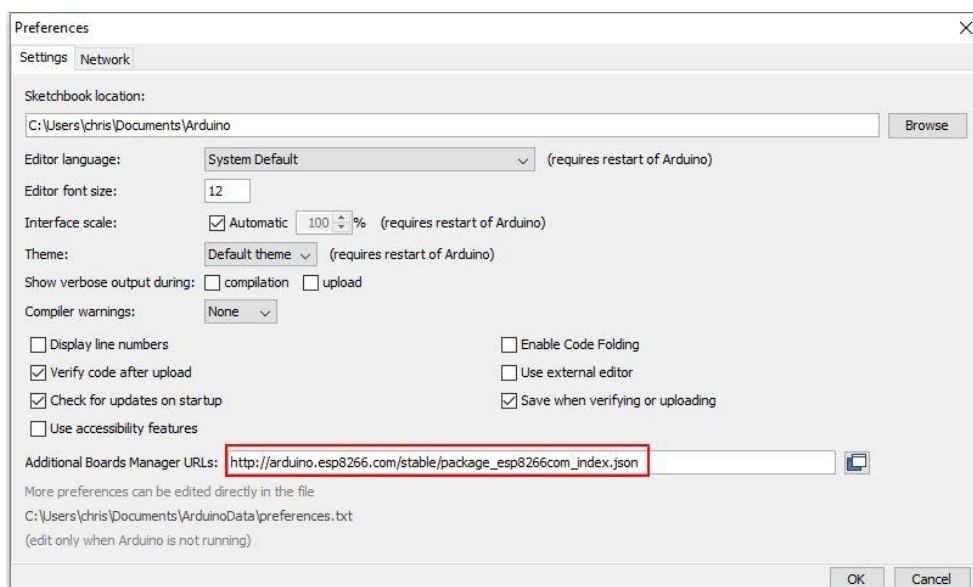 Preferences
Settings Network
Sketchbook location:
C:\Users\chris\Documents\Arduino Browse
Editor language: System Default (requires restart of Arduino)
Editor font size: 12
Interface scale: Automatic 100 % (requires restart of Arduino)
Theme: Default theme (requires restart of Arduino)
Show verbose output during: compilation upload
Compiler warnings: None
Display line numbers Enable Code Folding
Verify code after upload Use external editor
Check for updates on startup Save when verifying or uploading
Use accessibility features
Additional Boards Manager URLs: http://arduino.esp8266.com/stable/package_esp8266com_index.json
More preferences can be edited directly in the file
C:\Users\chris\Documents\ArduinoData\preferences.txt
(edit only when Arduino is not running)
OK Cancel